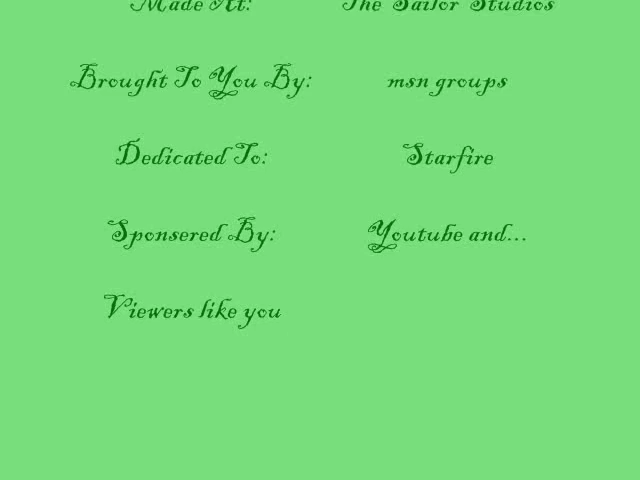 Made At: The Sailor Studios
Brought To You By: msn groups
Dedicated To: Starfire
Sponsered By: Youtube and...
Viewers like you